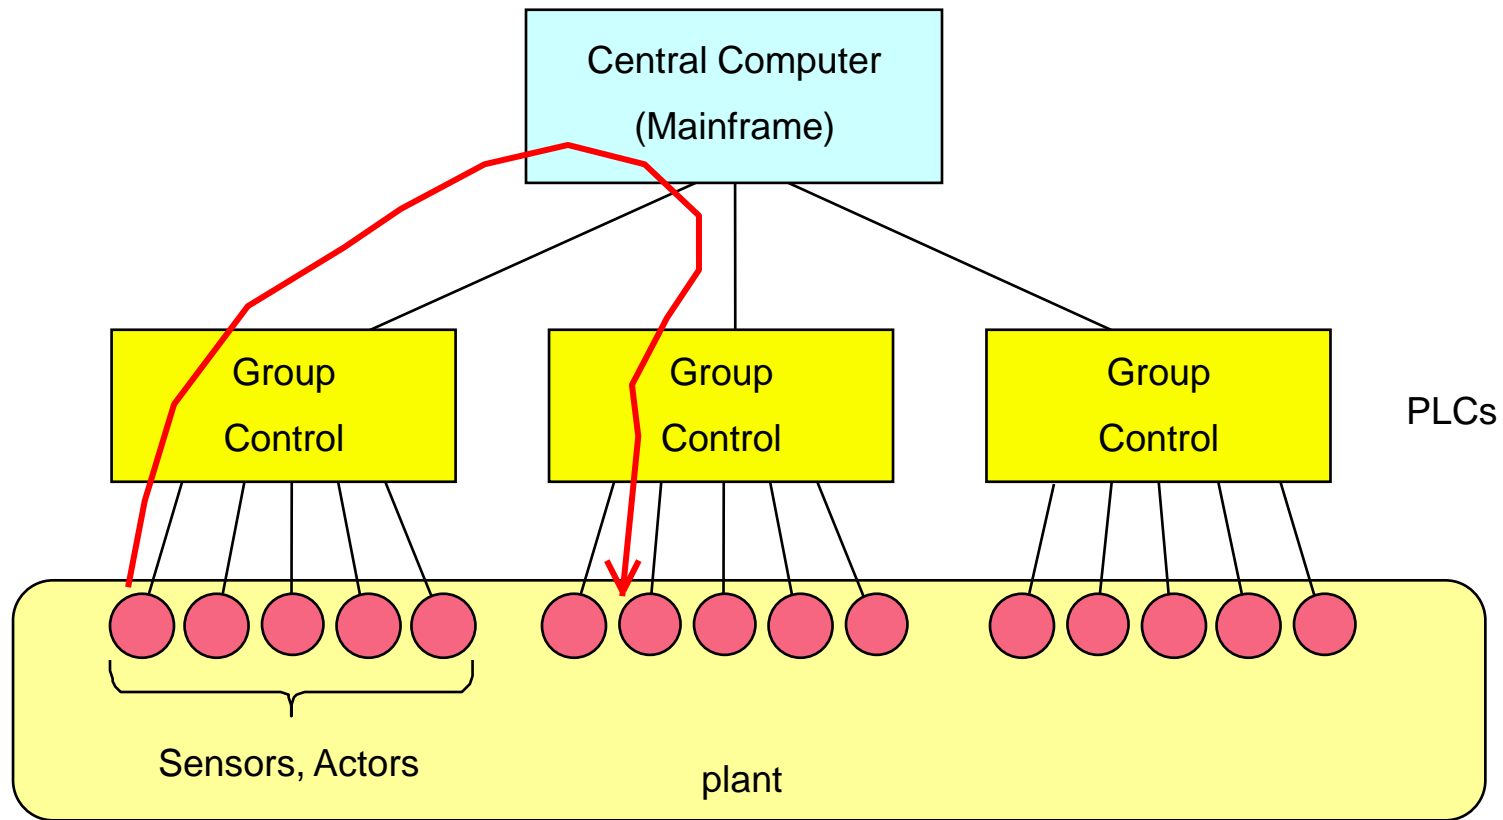 Central Computer
(Mainframe)
Group
Control
Group
Control
Group
Control
PLCs
Sensors, Actors
plant